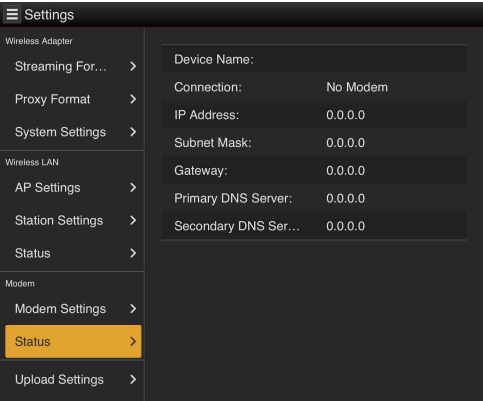 Settings
Wireless Adapter
Streaming For...
Proxy Format
System Settings
Wireless LAN
AP Settings
Station Settings
Status
Modem
Modem Settings
Status
Upload Settings
Device Name:
Connection: No Modem
IP Address: 0.0.0.0
Subnet Mask: 0.0.0.0
Gateway: 0.0.0.0
Primary DNS Server: 0.0.0.0
Secondary DNS Ser... 0.0.0.0